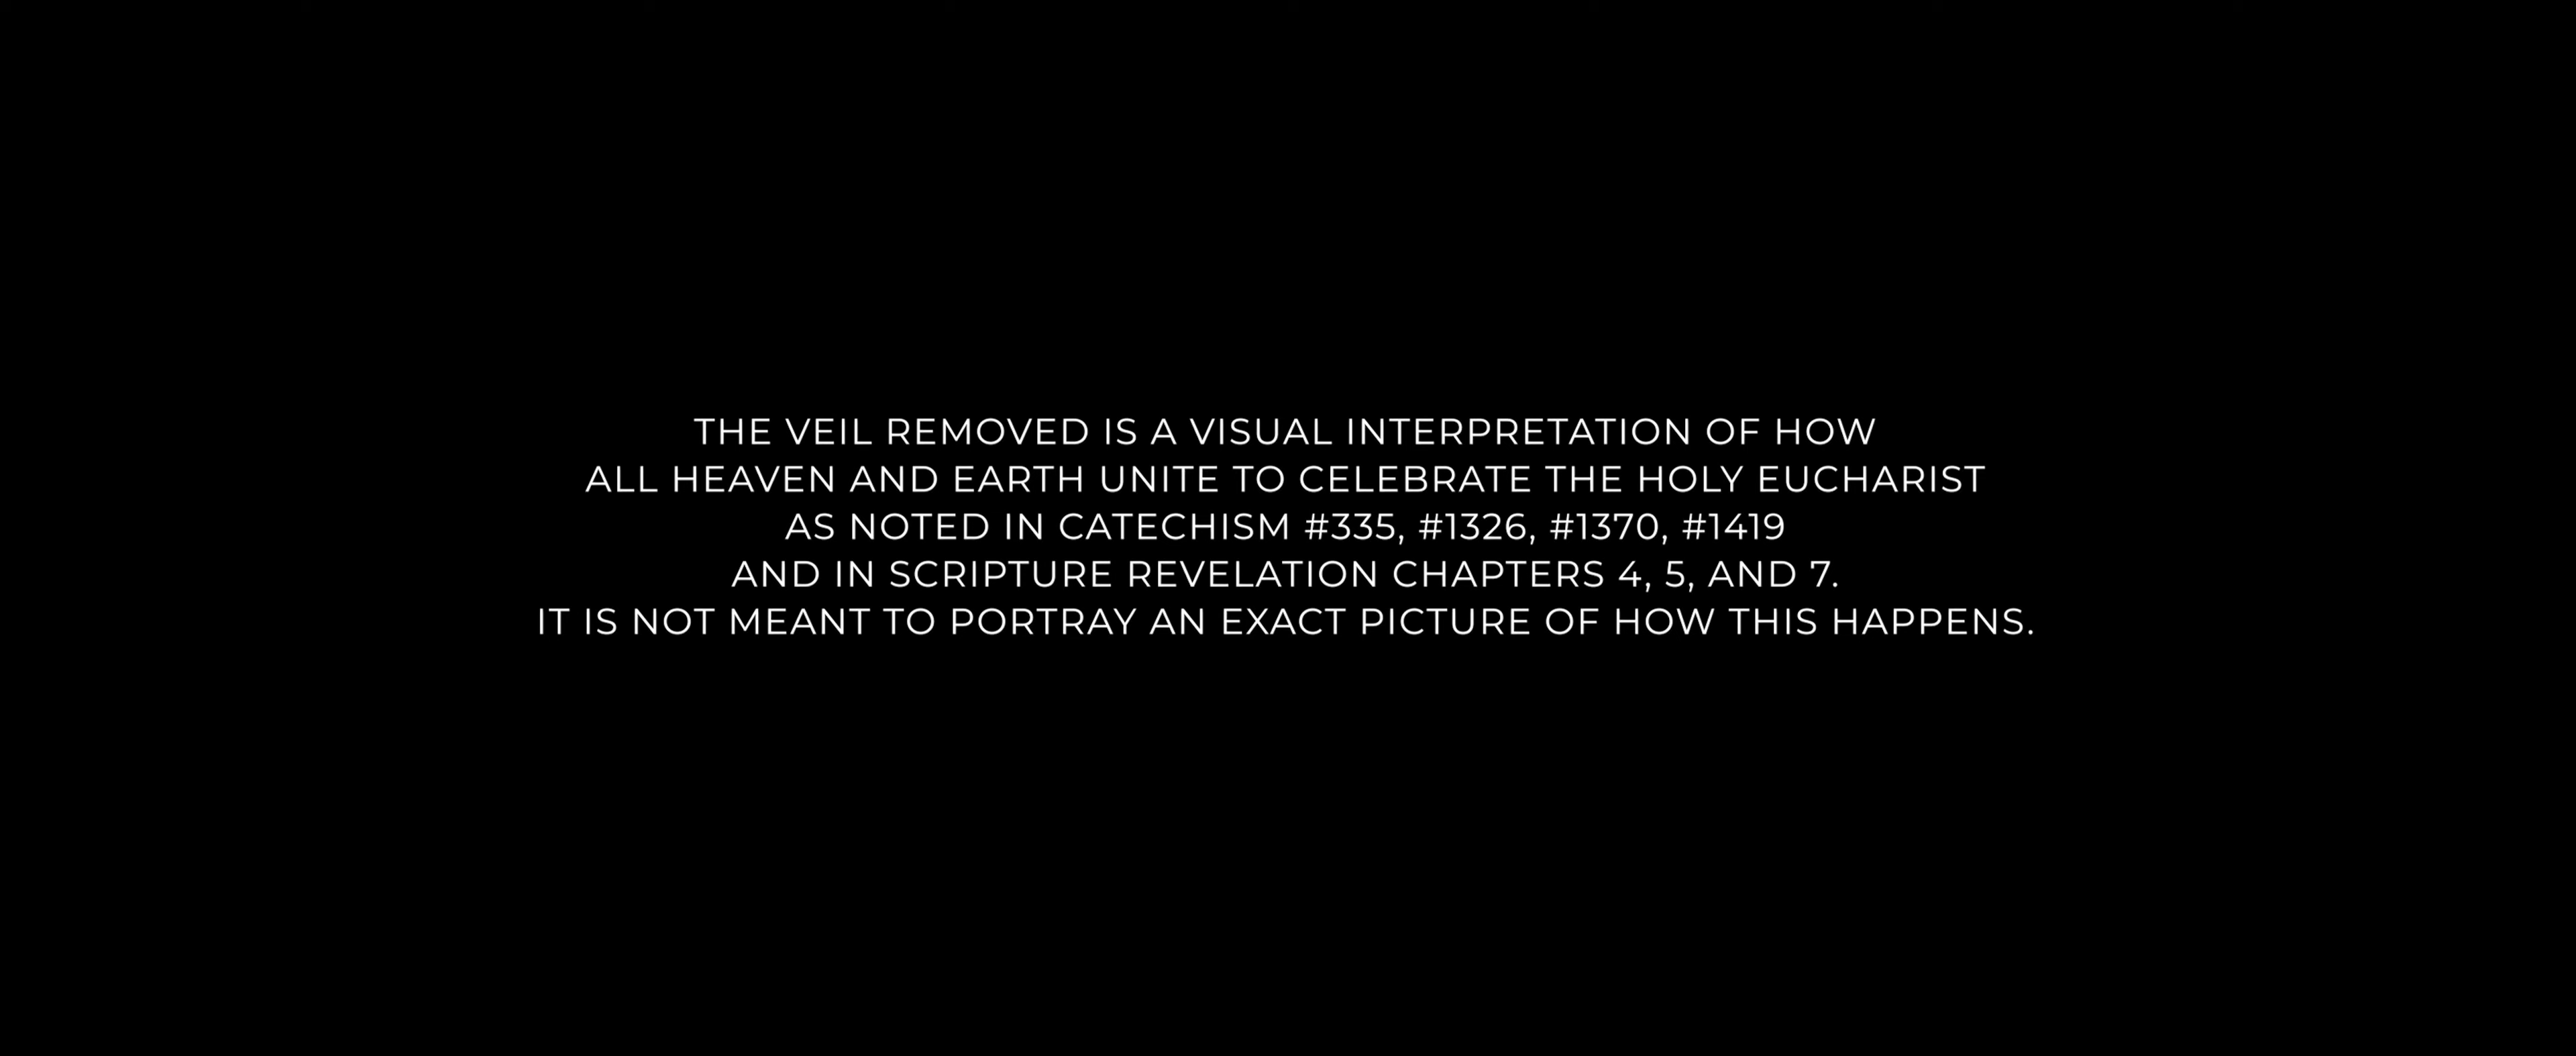 THE VEIL REMOVED IS A VISUAL INTERPRETATION OF HOW
ALL HEAVEN AND EARTH UNITE TO CELEBRATE THE HOLY EUCHARIST
AS NOTED IN CATECHISM #335, #1326, #1370, #1419
AND IN SCRIPTURE REVELATION CHAPTERS 4, 5, AND 7.
IT IS NOT MEANT TO PORTRAY AN EXACT PICTURE OF HOW THIS HAPPENS.